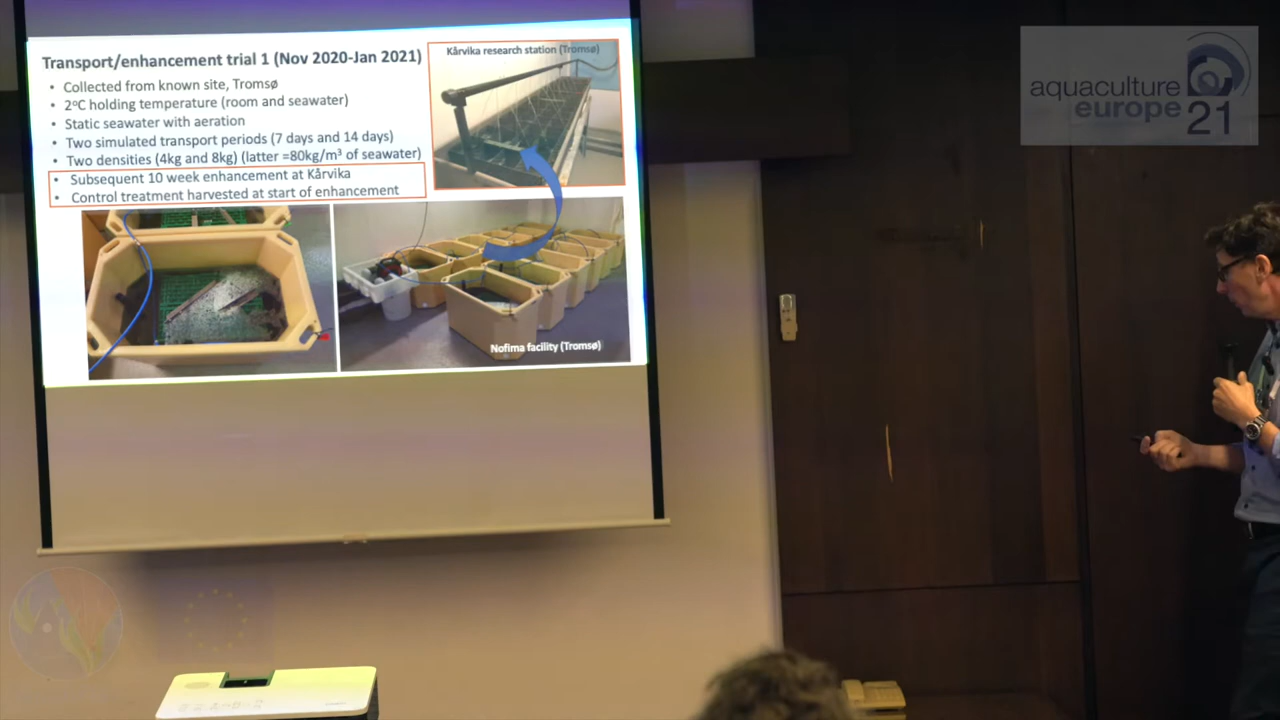 Transport/enhancement trial 1 (Nov 2020-Jan 2021)
• Collected from known site, Tromsø
• 2°C holding temperature (room and seawater)
• Static seawater with aeration
• Two simulated transport periods (7 days and 14 days)
• Two densities (4kg and 8kg) (latter =80kg/m³ of seawater)
• Subsequent 10 week enhancement at Kårvika
• Control treatment harvested at start of enhancement
Kårvika research station (Tromsø)
Nofima facility (Tromsø)
aquaculture
europe
21